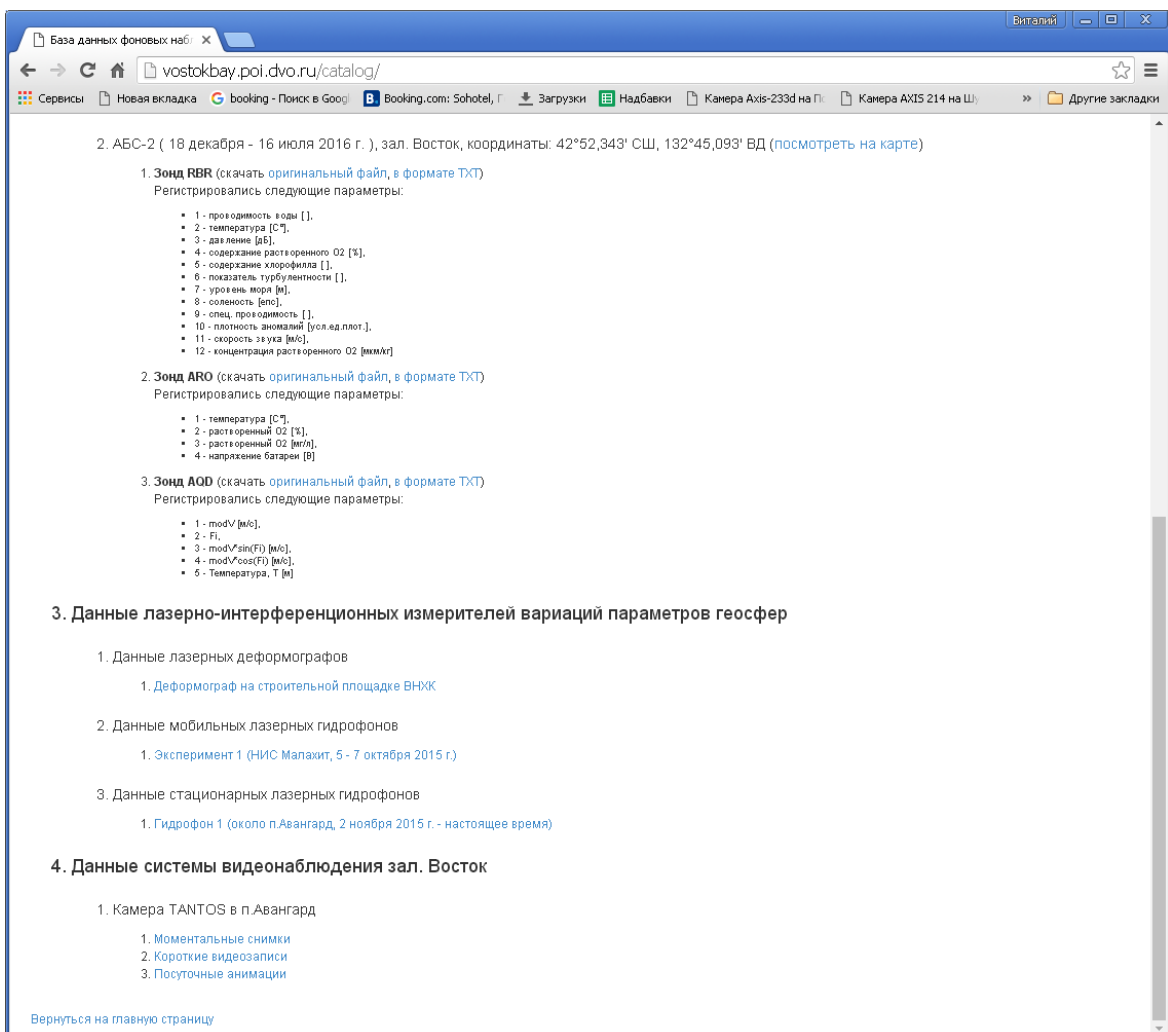 Виталий
База данных фоновых наб
vostokbay.poi.dvo.ru/catalog/
Сервисы Новая вкладка booking - Поиск в Googl Booking.com: Sohotel, Загрузки Надбавки Камера Axis-233d на По Камера AXIS 214 на Шу » Другие закладки
2. АБС-2 ( 18 декабря - 16 июля 2016 г. ), зал. Восток, координаты: 42°52,343' СШ, 132°45,093' ВД (посмотреть на карте)
1. Зонд RBR (скачать оригинальный файл, в формате TXT)
Регистрировались следующие параметры:
1 - проводимость воды [ ],
2 - температура [C°],
3 - давление [дБ],
4 - содержание растворенного O2 [%],
5 - содержание хлорофилла [ ],
6 - показатель турбулентности [ ],
7 - уровень моря [м],
8 - соленость [епс],
9 - спец. проводимость [ ],
10 - плотность аномалий [усл.ед.плот.],
11 - скорость звука [м/с],
12 - концентрация растворенного O2 [мкм/кг]
2. Зонд ARO (скачать оригинальный файл, в формате TXT)
Регистрировались следующие параметры:
1 - температура [C°],
2 - растворенный O2 [%],
3 - растворенный O2 [мг/л],
4 - напряжение батареи [В]
3. Зонд AQD (скачать оригинальный файл, в формате TXT)
Регистрировались следующие параметры:
1 - modV [м/с],
2 - Fi,
3 - modV*sin(Fi) [м/с],
4 - modV*cos(Fi) [м/с],
5 - Температура, T [м]
3. Данные лазерно-интерференционных измерителей вариаций параметров геосфер
1. Данные лазерных деформографов
1. Деформограф на строительной площадке ВНХК
2. Данные мобильных лазерных гидрофонов
1. Эксперимент 1 (НИС Малахит, 5 - 7 октября 2015 г.)
3. Данные стационарных лазерных гидрофонов
1. Гидрофон 1 (около п.Авангард, 2 ноября 2015 г. - настоящее время)
4. Данные системы видеонаблюдения зал. Восток
1. Камера TANTOS в п.Авангард
1. Моментальные снимки
2. Короткие видеозаписи
3. Посуточные анимации
Вернуться на главную страницу